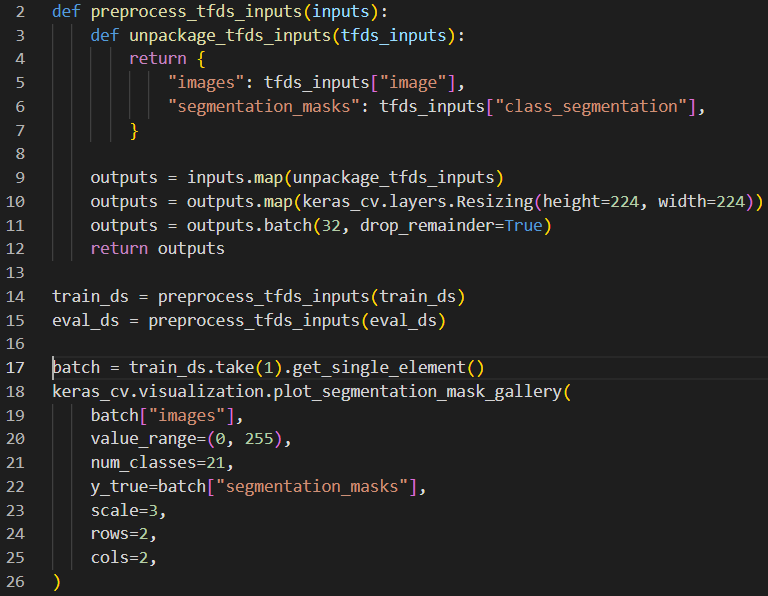 2 def preprocess_tfds_inputs(inputs):
3     def unpackage_tfds_inputs(tfds_inputs):
4         return {
5             "images": tfds_inputs["image"],
6             "segmentation_masks": tfds_inputs["class_segmentation"],
7         }
8
9     outputs = inputs.map(unpackage_tfds_inputs)
10     outputs = outputs.map(keras_cv.layers.Resizing(height=224, width=224))
11     outputs = outputs.batch(32, drop_remainder=True)
12     return outputs
13
14 train_ds = preprocess_tfds_inputs(train_ds)
15 eval_ds = preprocess_tfds_inputs(eval_ds)
16
17 batch = train_ds.take(1).get_single_element()
18 keras_cv.visualization.plot_segmentation_mask_gallery(
19     batch["images"],
20     value_range=(0, 255),
21     num_classes=21,
22     y_true=batch["segmentation_masks"],
23     scale=3,
24     rows=2,
25     cols=2,
26 )